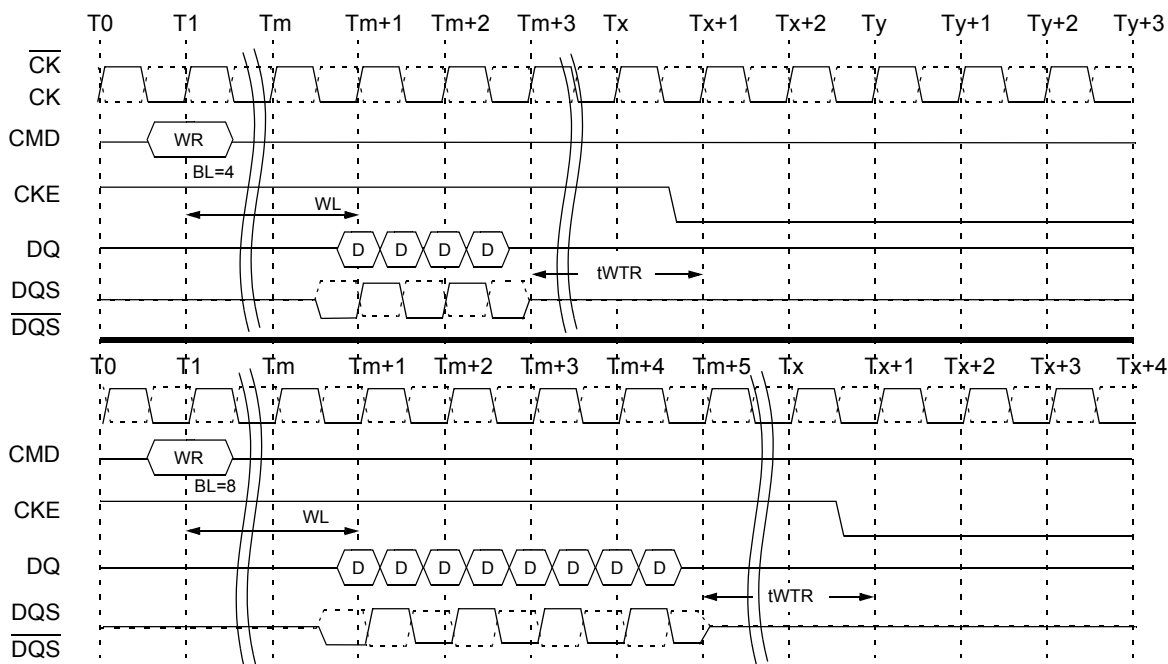 T0 T1 Tm Tm+1 Tm+2 Tm+3 Tx Tx+1 Tx+2 Ty Ty+1 Ty+2 Ty+3
CK
CK
CMD WR
BL=4
CKE
WL
DQ D D D D
tWTR
DQS
DQS
T0 T1 Tm Tm+1 Tm+2 Tm+3 Tm+4 Tm+5 Tx Tx+1 Tx+2 Tx+3 Tx+4
CMD WR
BL=8
CKE
WL
DQ D D D D D D D D
tWTR
DQS
DQS